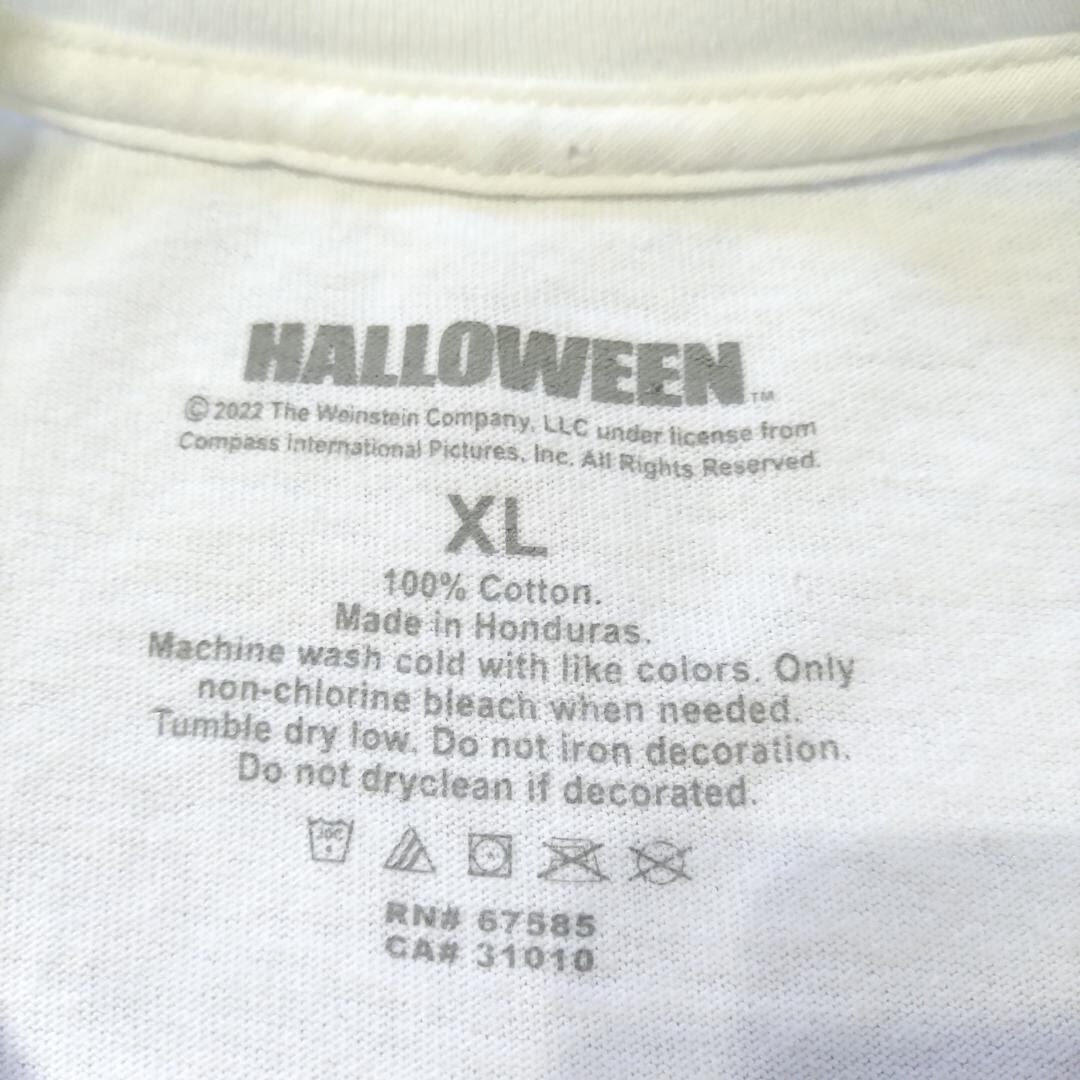 HALLOWEEN™
©2022 The Weinstein Company, LLC under license from
Compass International Pictures, Inc. All Rights Reserved.
XL
100% Cotton.
Made in Honduras.
Machine wash cold with like colors. Only
non-chlorine bleach when needed.
Tumble dry low. Do not iron decoration.
Do not dryclean if decorated.
30C
RN# 67585
CA# 31010